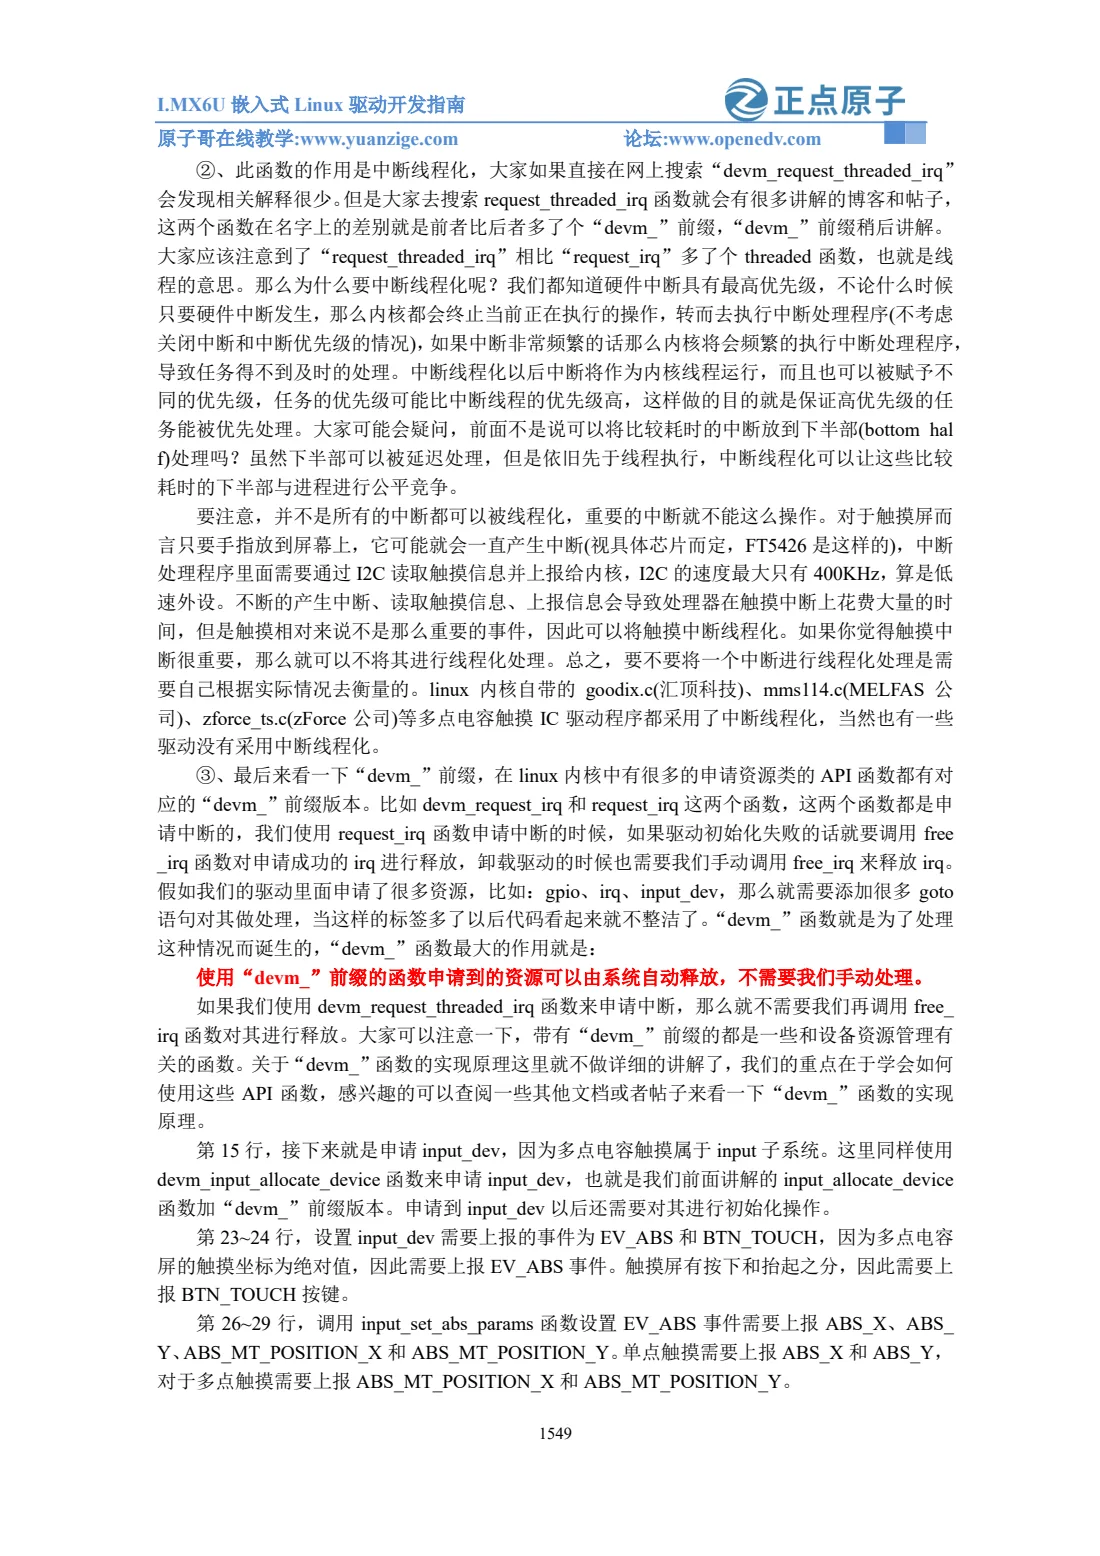 I.MX6U 嵌入式 Linux 驱动开发指南
正点原子
原子哥在线教学:www.yuanzige.com 论坛:www.openedv.com
②、此函数的作用是中断线程化，大家如果直接在网上搜索“devm_request_threaded_irq”
会发现相关解释很少。但是大家去搜索 request_threaded_irq 函数就会有很多讲解的博客和帖子，
这两个函数在名字上的差别就是前者比后者多了个“devm_”前缀，“devm_”前缀稍后讲解。
大家应该注意到了“request_threaded_irq”相比“request_irq”多了个 threaded 函数，也就是线
程的意思。那么为什么要中断线程化呢？我们都知道硬件中断具有最高优先级，不论什么时候
只要硬件中断发生，那么内核都会终止当前正在执行的操作，转而去执行中断处理程序(不考虑
关闭中断和中断优先级的情况)，如果中断非常频繁的话那么内核将会频繁的执行中断处理程序，
导致任务得不到及时的处理。中断线程化以后中断将作为内核线程运行，而且也可以被赋予不
同的优先级，任务的优先级可能比中断线程的优先级高，这样做的目的就是保证高优先级的任
务能被优先处理。大家可能会疑问，前面不是说可以将比较耗时的中断放到下半部(bottom hal
f)处理吗？虽然下半部可以被延迟处理，但是依旧先于线程执行，中断线程化可以让这些比较
耗时的下半部与进程进行公平竞争。
要注意，并不是所有的中断都可以被线程化，重要的中断就不能这么操作。对于触摸屏而
言只要手指放到屏幕上，它可能就会一直产生中断(视具体芯片而定，FT5426 是这样的)，中断
处理程序里面需要通过 I2C 读取触摸信息并上报给内核，I2C 的速度最大只有 400KHz，算是低
速外设。不断的产生中断、读取触摸信息、上报信息会导致处理器在触摸中断上花费大量的时
间，但是触摸相对来说不是那么重要的事件，因此可以将触摸中断线程化。如果你觉得触摸中
断很重要，那么就可以不将其进行线程化处理。总之，要不要将一个中断进行线程化处理是需
要自己根据实际情况去衡量的。linux 内核自带的 goodix.c(汇顶科技)、mms114.c(MELFAS 公
司)、zforce_ts.c(zForce 公司)等多点电容触摸 IC 驱动程序都采用了中断线程化，当然也有一些
驱动没有采用中断线程化。
③、最后来看一下“devm_”前缀，在 linux 内核中有很多的申请资源类的 API 函数都有对
应的“devm_”前缀版本。比如 devm_request_irq 和 request_irq 这两个函数，这两个函数都是申
请中断的，我们使用 request_irq 函数申请中断的时候，如果驱动初始化失败的话就要调用 free
_irq 函数对申请成功的 irq 进行释放，卸载驱动的时候也需要我们手动调用 free_irq 来释放 irq。
假如我们的驱动里面申请了很多资源，比如：gpio、irq、input_dev，那么就需要添加很多 goto
语句对其做处理，当这样的标签多了以后代码看起来就不整洁了。“devm_”函数就是为了处理
这种情况而诞生的，“devm_”函数最大的作用就是：
使用“devm_”前缀的函数申请到的资源可以由系统自动释放，不需要我们手动处理。
如果我们使用 devm_request_threaded_irq 函数来申请中断，那么就不需要我们再调用 free_
irq 函数对其进行释放。大家可以注意一下，带有“devm_”前缀的都是一些和设备资源管理有
关的函数。关于“devm_”函数的实现原理这里就不做详细的讲解了，我们的重点在于学会如何
使用这些 API 函数，感兴趣的可以查阅一些其他文档或者帖子来看一下“devm_”函数的实现
原理。
第 15 行，接下来就是申请 input_dev，因为多点电容触摸属于 input 子系统。这里同样使用
devm_input_allocate_device 函数来申请 input_dev，也就是我们前面讲解的 input_allocate_device
函数加“devm_”前缀版本。申请到 input_dev 以后还需要对其进行初始化操作。
第 23~24 行，设置 input_dev 需要上报的事件为 EV_ABS 和 BTN_TOUCH，因为多点电容
屏的触摸坐标为绝对值，因此需要上报 EV_ABS 事件。触摸屏有按下和抬起之分，因此需要上
报 BTN_TOUCH 按键。
第 26~29 行，调用 input_set_abs_params 函数设置 EV_ABS 事件需要上报 ABS_X、ABS_
Y、ABS_MT_POSITION_X 和 ABS_MT_POSITION_Y。单点触摸需要上报 ABS_X 和 ABS_Y，
对于多点触摸需要上报 ABS_MT_POSITION_X 和 ABS_MT_POSITION_Y。
1549